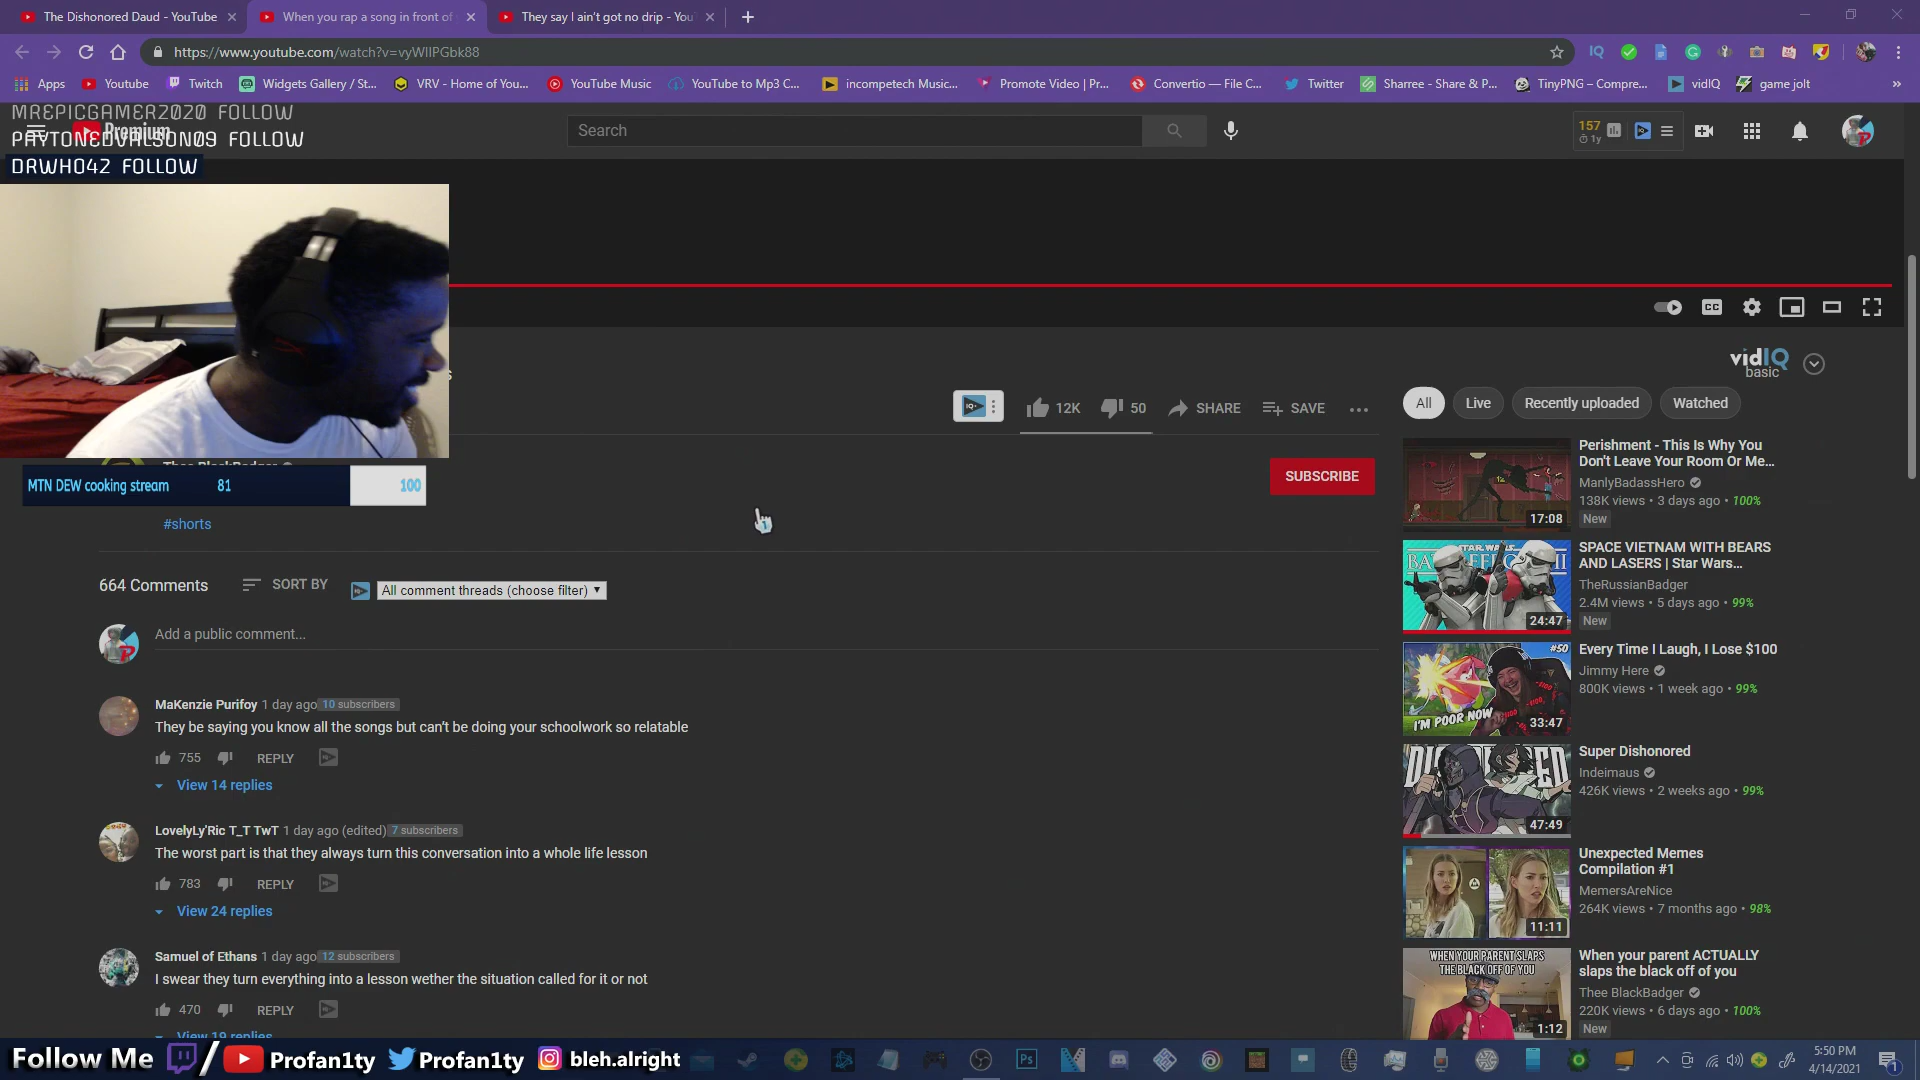 The Dishonored Daud - YouTube
When you rap a song in front of
They say I ain't got no drip - You
https://www.youtube.com/watch?v=vyWIIPGbk88
Apps
Youtube
Twitch
Widgets Gallery / St...
VRV - Home of You...
YouTube Music
YouTube to Mp3 C...
incompetech Music...
Promote Video | Pr...
Convertio — File C...
Twitter
Sharree - Share & P...
TinyPNG – Compre...
vidIQ
game jolt
»
MREPICGAMER2020 FOLLOW
Premium
PAYTONEDVALSON09 FOLLOW
DRWHO42 FOLLOW
Search
157
1y
vidIQ
basic
12K
50
SHARE
SAVE
All
Live
Recently uploaded
Watched
Thee BlackBadger
SUBSCRIBE
MTN DEW cooking stream 81 100
#shorts
664 Comments
SORT BY
All comment threads (choose filter)
Add a public comment...
MaKenzie Purifoy 1 day ago 10 subscribers
They be saying you know all the songs but can't be doing your schoolwork so relatable
755 REPLY
View 14 replies
LovelyLy'Ric T_T TwT 1 day ago (edited) 7 subscribers
The worst part is that they always turn this conversation into a whole life lesson
783 REPLY
View 24 replies
Samuel of Ethans 1 day ago 12 subscribers
I swear they turn everything into a lesson wether the situation called for it or not
470 REPLY
View 19 replies
Perishment - This Is Why You
Don't Leave Your Room Or Me...
ManlyBadassHero
138K views • 3 days ago • 100%
New
17:08
SPACE VIETNAM WITH BEARS
AND LASERS | Star Wars...
TheRussianBadger
2.4M views • 5 days ago • 99%
New
24:47
#50
I'M POOR NOW
33:47
Every Time I Laugh, I Lose $100
Jimmy Here
800K views • 1 week ago • 99%
Super Dishonored
Indeimaus
426K views • 2 weeks ago • 99%
47:49
Unexpected Memes
Compilation #1
MemersAreNice
264K views • 7 months ago • 98%
11:11
WHEN YOUR PARENT SLAPS
THE BLACK OFF OF YOU
1:12
When your parent ACTUALLY
slaps the black off of you
Thee BlackBadger
220K views • 6 days ago • 100%
New
Follow Me / Profan1ty Profan1ty bleh.alright
5:50 PM
4/14/2021